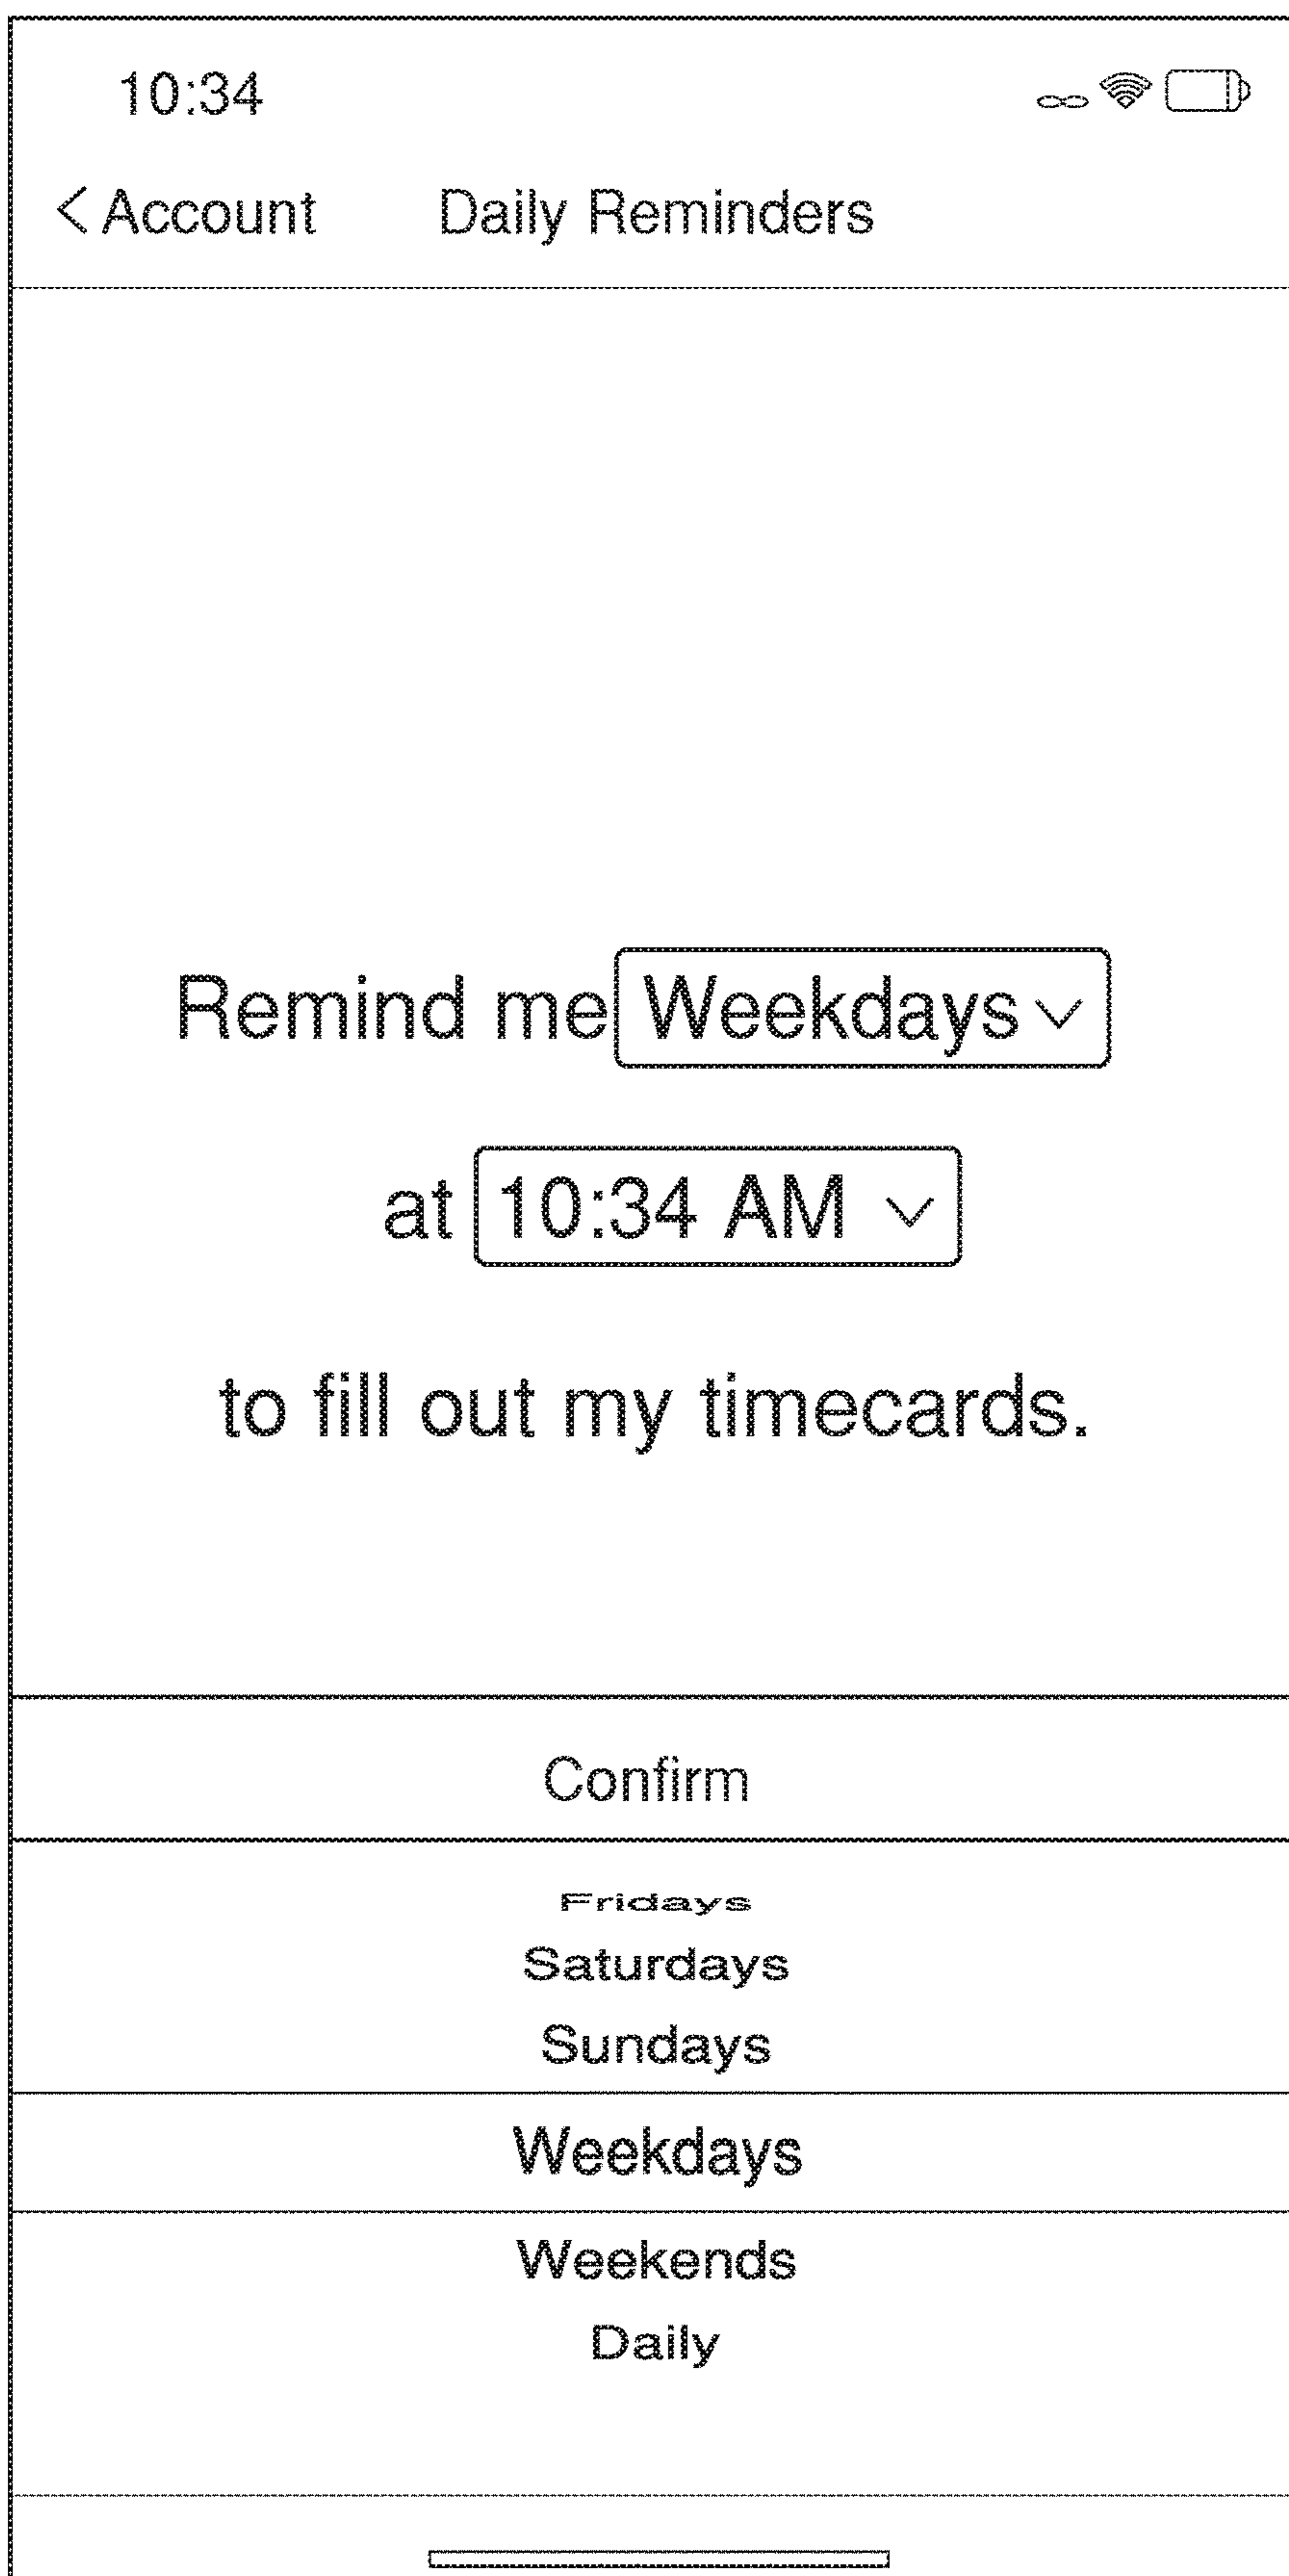 10:34
< Account Daily Reminders
Remind me Weekdays
at 10:34 AM
to fill out my timecards.
Confirm
Fridays
Saturdays
Sundays
Weekdays
Weekends
Daily